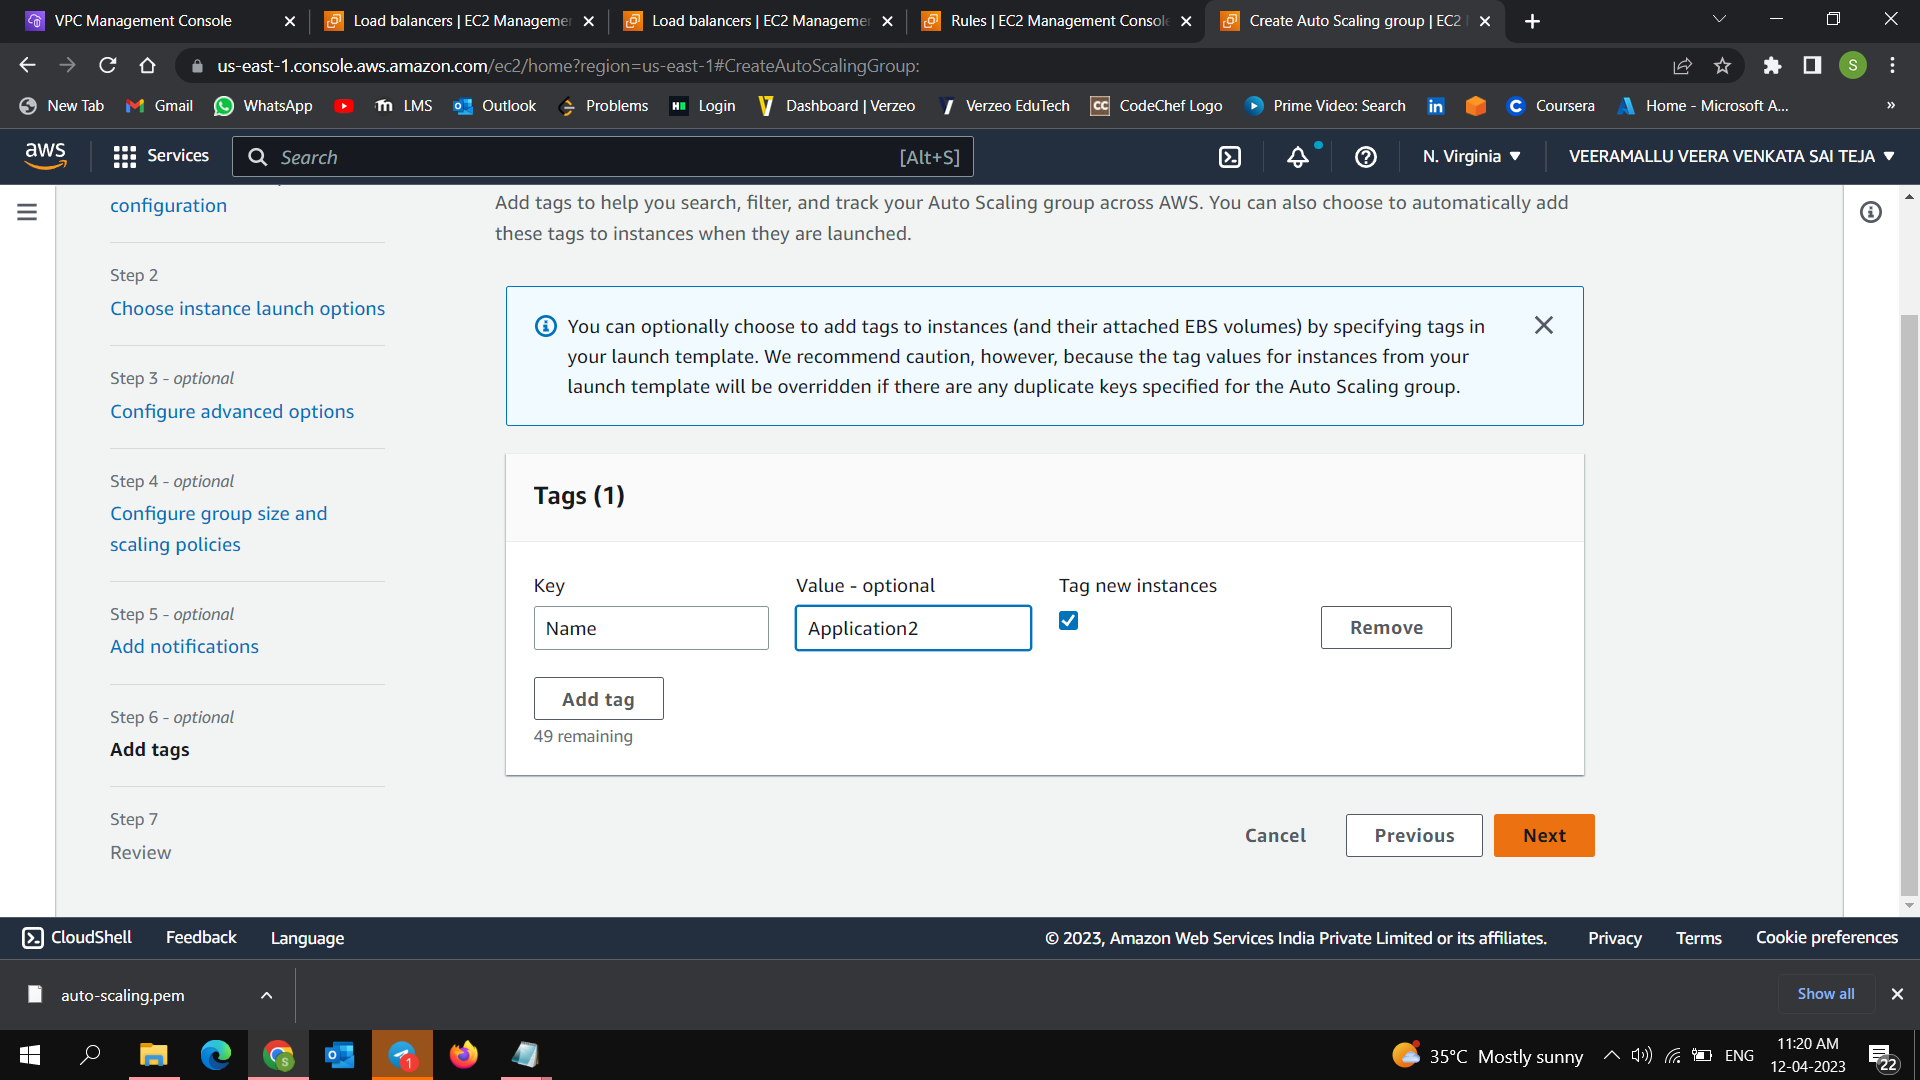 VPC Management Console
Load balancers | EC2 Managemen
Load balancers | EC2 Managemen
Rules | EC2 Management Console
Create Auto Scaling group | EC2 M
us-east-1.console.aws.amazon.com/ec2/home?region=us-east-1#CreateAutoScalingGroup:
S
New Tab
Gmail
WhatsApp
LMS
Outlook
Problems
Login
Dashboard | Verzeo
Verzeo EduTech
CodeChef Logo
Prime Video: Search
Coursera
Home - Microsoft A...
»
aws
Services
Search
[Alt+S]
N. Virginia
VEERAMALLU VEERA VENKATA SAI TEJA
configuration
Step 2
Choose instance launch options
Step 3 - optional
Configure advanced options
Step 4 - optional
Configure group size and
scaling policies
Step 5 - optional
Add notifications
Step 6 - optional
Add tags
Step 7
Review
Add tags to help you search, filter, and track your Auto Scaling group across AWS. You can also choose to automatically add
these tags to instances when they are launched.
You can optionally choose to add tags to instances (and their attached EBS volumes) by specifying tags in
your launch template. We recommend caution, however, because the tag values for instances from your
launch template will be overridden if there are any duplicate keys specified for the Auto Scaling group.
Tags (1)
Key
Value - optional
Tag new instances
Name
Application2
Remove
Add tag
49 remaining
Cancel
Previous
Next
CloudShell
Feedback
Language
© 2023, Amazon Web Services India Private Limited or its affiliates.
Privacy
Terms
Cookie preferences
auto-scaling.pem
Show all
35°C Mostly sunny
ENG
11:20 AM
12-04-2023
22